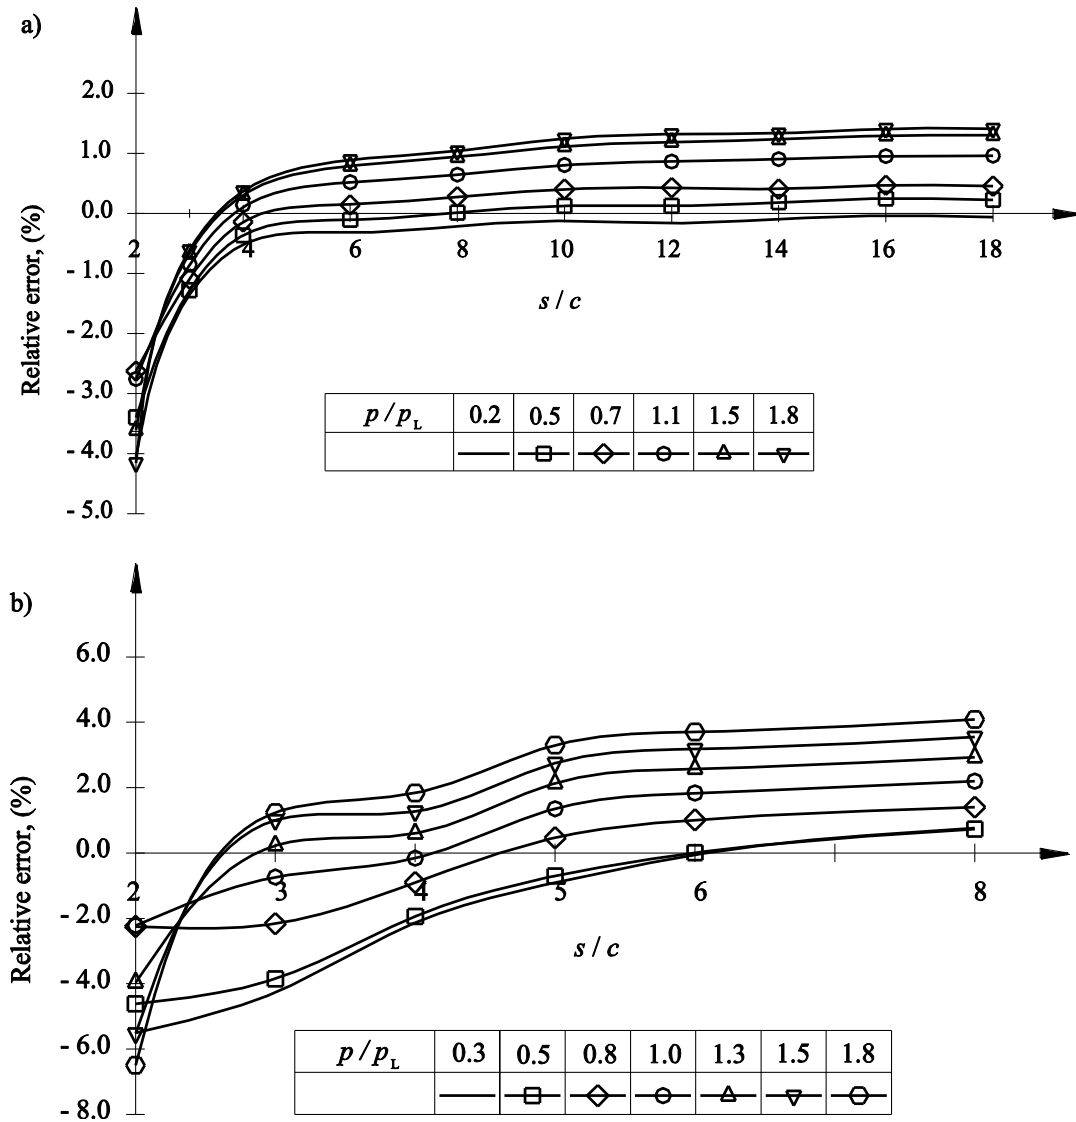 a)
2.0
1.0
0.0
2 4 6 8 10 12 14 16 18
- 1.0
s / c
- 2.0
- 3.0
- 4.0
- 5.0
Relative error, (%)
p / pL 0.2 0.5 0.7 1.1 1.5 1.8
b)
6.0
4.0
2.0
0.0
2 3 4 5 6 8
- 2.0
s / c
- 4.0
- 6.0
- 8.0
Relative error, (%)
p / pL 0.3 0.5 0.8 1.0 1.3 1.5 1.8